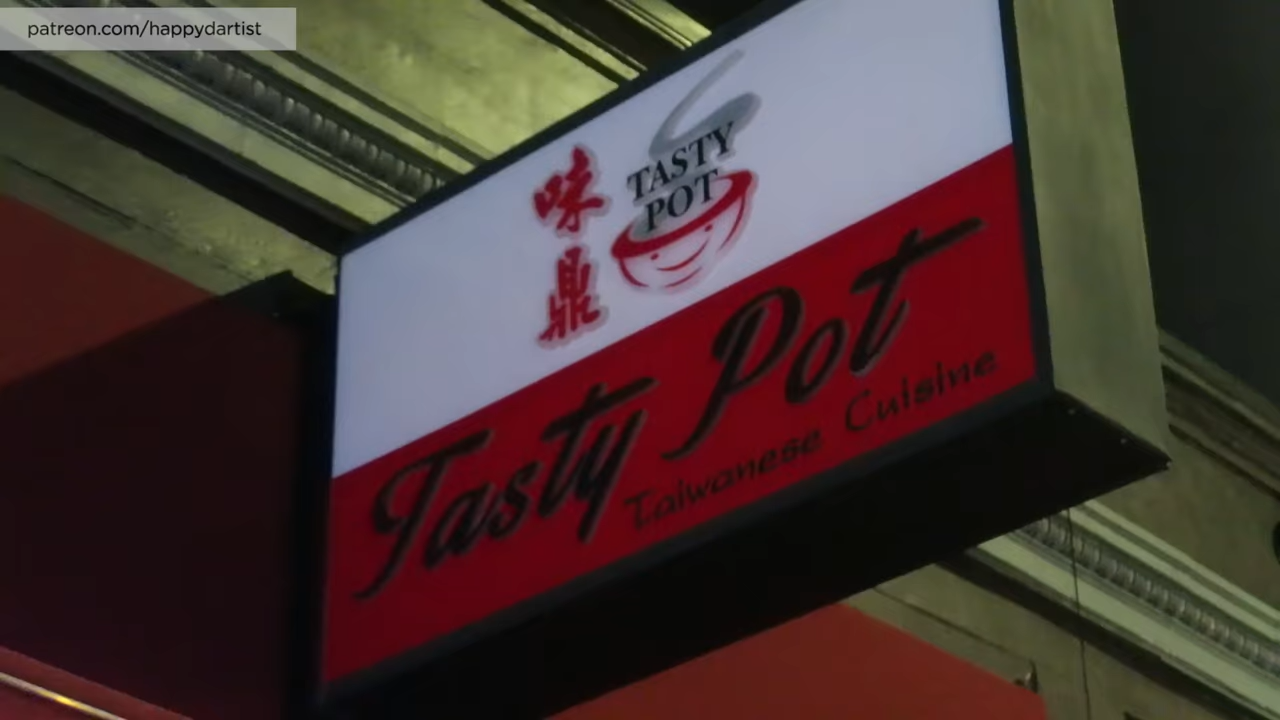 patreon.com/happydartist
味鼎
TASTY
POT
Tasty Pot
Taiwanese Cuisine